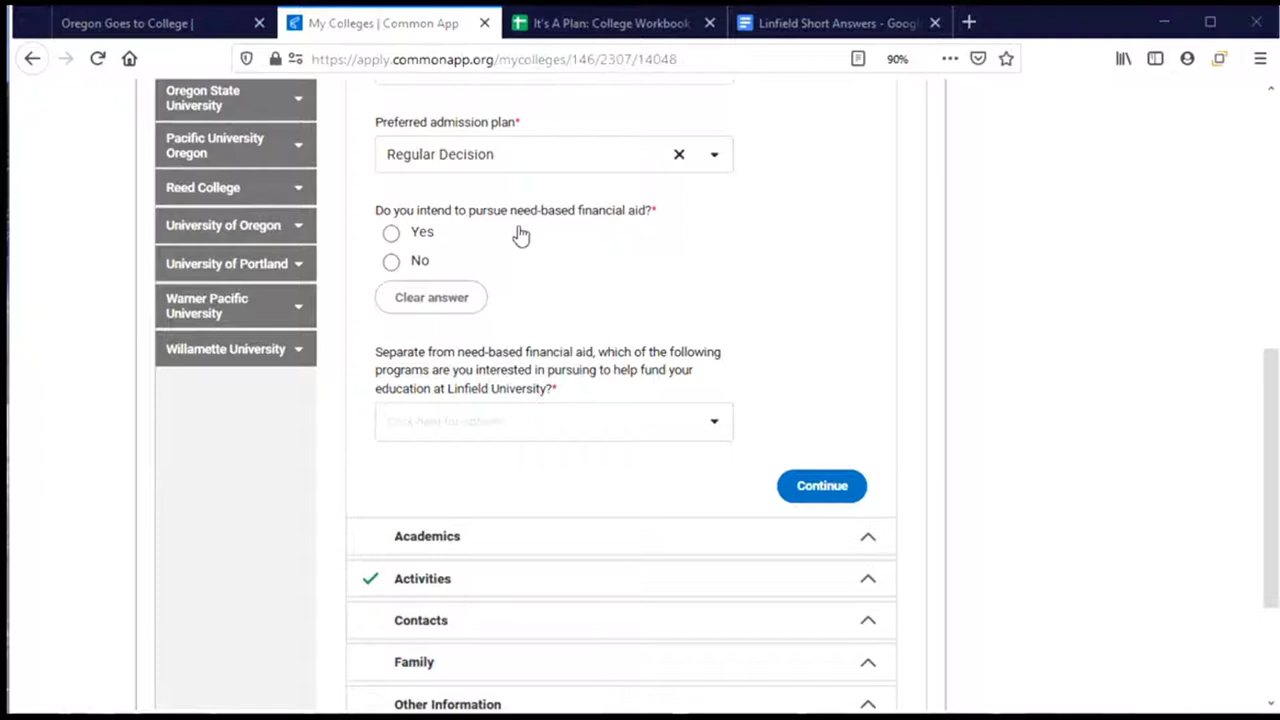 Oregon Goes to College |
My Colleges | Common App
It's A Plan: College Workbook
Linfield Short Answers - Goog
https://apply.commonapp.org/mycolleges/146/2307/14048
90%
Oregon State
University
Pacific University
Oregon
Reed College
University of Oregon
University of Portland
Warner Pacific
University
Willamette University
Preferred admission plan*
Regular Decision
Do you intend to pursue need-based financial aid?*
Yes
No
Clear answer
Separate from need-based financial aid, which of the following
programs are you interested in pursuing to help fund your
education at Linfield University?*
Click here for options
Continue
Academics
Activities
Contacts
Family
Other Information